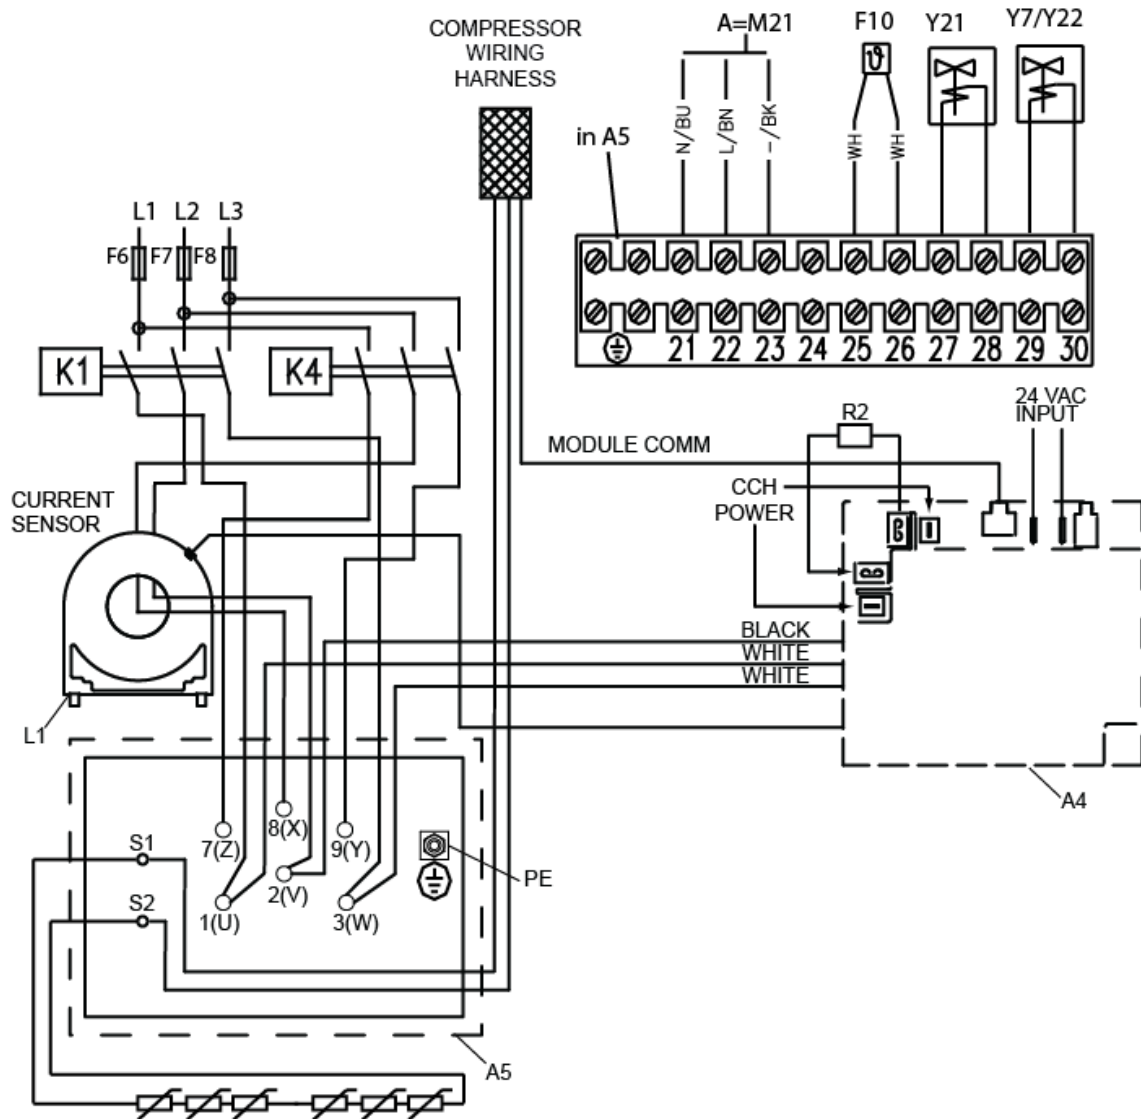 COMPRESSOR
WIRING
HARNESS
A=M21
F10
Y21
Y7/Y22
in A5
N/BU
L/BN
–/BK
WH
WH
ϑ
L1
L2
L3
F6
F7
F8
21
22
23
24
25
26
27
28
29
30
K1
K4
24 VAC
INPUT
R2
MODULE COMM
CCH
POWER
CURRENT
SENSOR
BLACK
WHITE
WHITE
L1
A4
S1
S2
7(Z)
8(X)
9(Y)
1(U)
2(V)
3(W)
PE
A5